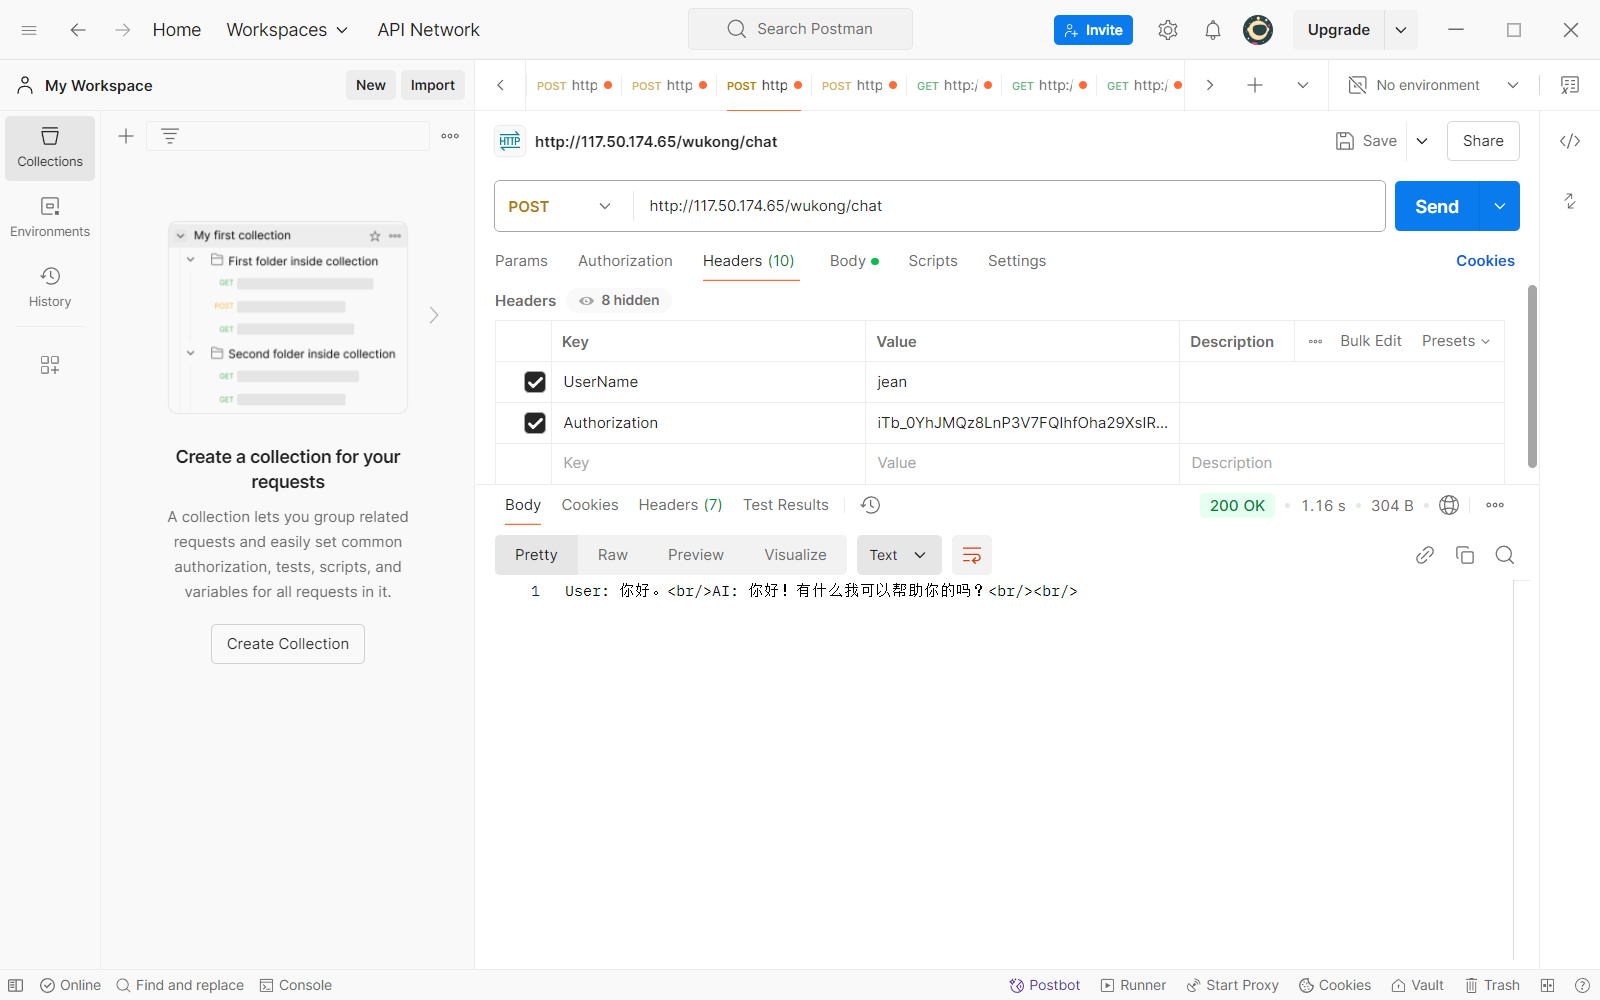 Home Workspaces API Network Search Postman Invite Upgrade
My Workspace New Import POST http POST http POST http POST http GET http:/ GET http:/ GET http:/ No environment
Collections
Environments
History
My first collection
First folder inside collection
GET
POST
GET
Second folder inside collection
GET
GET
Create a collection for your
requests
A collection lets you group related
requests and easily set common
authorization, tests, scripts, and
variables for all requests in it.
Create Collection
HTTP http://117.50.174.65/wukong/chat Save Share
POST http://117.50.174.65/wukong/chat Send
Params Authorization Headers (10) Body Scripts Settings Cookies
Headers 8 hidden
Key Value Description Bulk Edit Presets
UserName jean
Authorization iTb_0YhJMQz8LnP3V7FQIhfOha29XsIR...
Key Value Description
Body Cookies Headers (7) Test Results 200 OK 1.16 s 304 B
Pretty Raw Preview Visualize Text
1 User: 你好。<br/>AI: 你好！有什么我可以帮助你的吗？<br/><br/>
Online Find and replace Console Postbot Runner Start Proxy Cookies Vault Trash